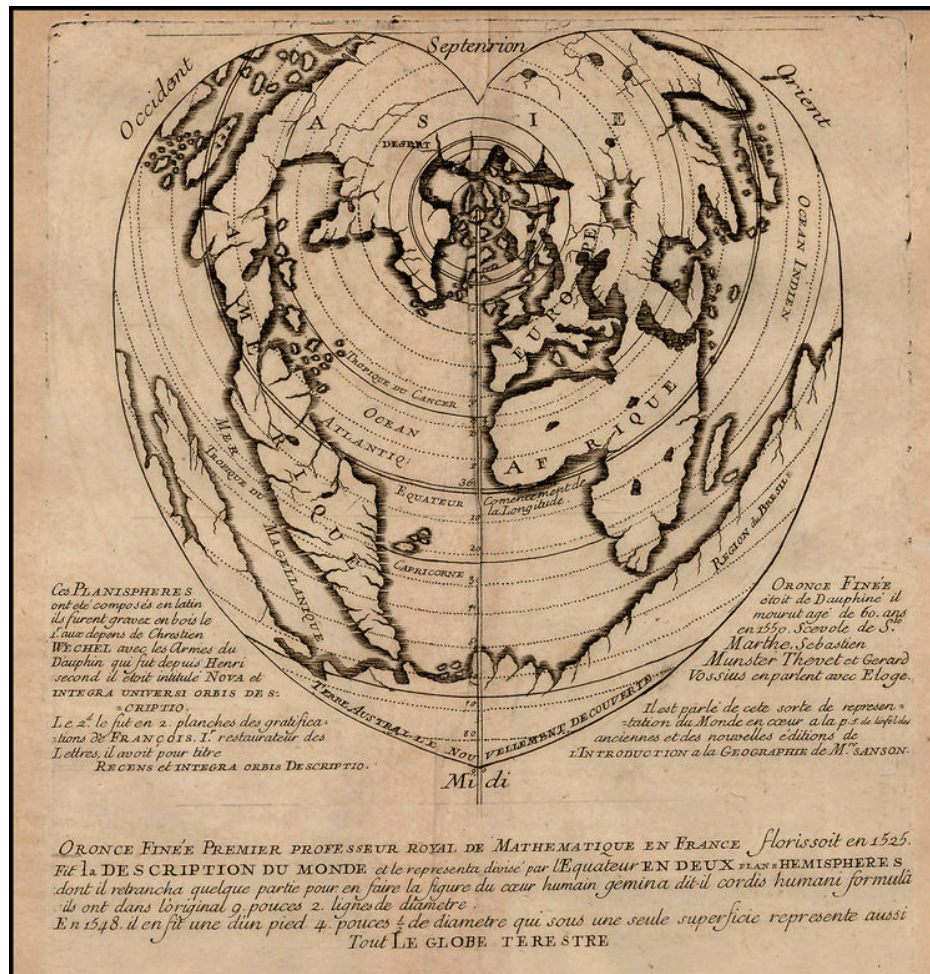 Septentrion
Occident
Orient
ASIE
DESERT
EUROPE
AMERIQUE
AFRIQUE
OCEAN INDIEN
TROPIQUE DU CANCER
OCEAN
ATLANTIQ:
EQUATEUR
36
Comencement de
la Longitude
10
20
CAPRICORNE
MER
MAGELLANIQUE
TROPIQUE DU
REGION du BRESIL
80
TERRE AUSTRALLE NOUVELLEMENT DECOUVERTE
Midi
Ces PLANISPHERES
ont eté composés en latin
ils furent gravez en bois le
1. aux depens de Chrestien
WECHEL avec les Armes du
Dauphin qui fut depuis Henri
second il étoit intitulé NOVA et
INTEGRA UNIVERSI ORBIS DES=
=CRIPTIO.
Le 2.d le fut en 2. planches des gratifica=
=tions de FRANÇOIS. I.r restaurateur des
Lettres, il avoit pour titre
RECENS et INTEGRA ORBIS DESCRIPTIO.
ORONCE FINÉE
étoit de Dauphiné il
mourut agé de 60. ans
en 1550. Scevole de S.te
Marthe, Sebastien
Munster Thevet et Gerard
Vossius en parlent avec Eloge.
Il est parlé de cete sorte de represen=
=tation du Monde en cœur a la p.5. de
anciennes et des nouvelles éditions de
L'INTRODUCTION a la GEOGRAPHIE de M.rs SANSON.
ORONCE FINÉE PREMIER PROFESSEUR ROYAL DE MATHEMATIQUE EN FRANCE florissoit en 1525.
Fit la DESCRIPTION DU MONDE et le representa divisé par l'Equateur EN DEUX PLAN=HEMISPHERES
dont il retrancha quelque partie pour en faire la figure du cœur humain gemina dit-il cordis humani formulâ
ils ont dans l'original 9. pouces 2. lignes de diametre.
En 1548. il en fit une d'un pied 4. pouces ½ de diametre qui sous une seule superficie represente aussi
Tout LE GLOBE TERESTRE